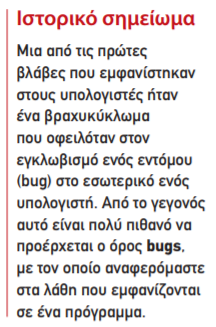 Ιστορικό σημείωμα
Μια από τις πρώτες
βλάβες που εμφανίστηκαν
στους υπολογιστές ήταν
ένα βραχυκύκλωμα
που οφειλόταν στον
εγκλωβισμό ενός εντόμου
(bug) στο εσωτερικό ενός
υπολογιστή. Από το γεγονός
αυτό είναι πολύ πιθανό να
προέρχεται ο όρος bugs,
με τον οποίο αναφερόμαστε
στα λάθη που εμφανίζονται
σε ένα πρόγραμμα.